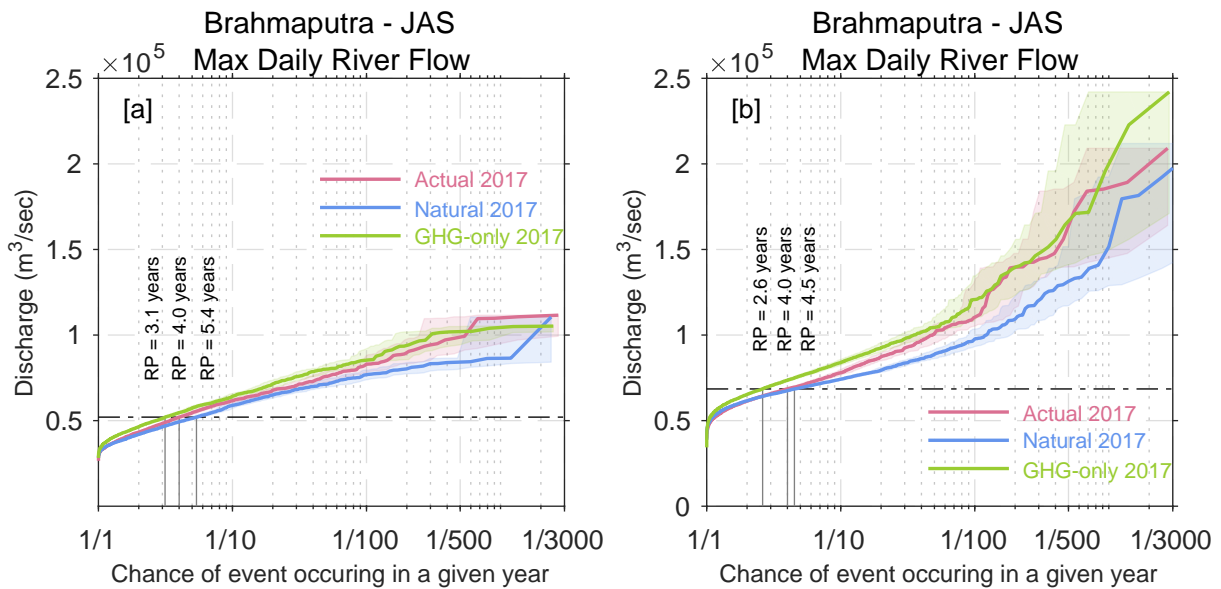 Brahmaputra - JAS
Max Daily River Flow
×10^5
2.5
2
1.5
1
0.5
[a]
Actual 2017
Natural 2017
GHG-only 2017
RP = 3.1 years
RP = 4.0 years
RP = 5.4 years
Discharge (m^3/sec)
1/1 1/10 1/100 1/500 1/3000
Chance of event occuring in a given year
Brahmaputra - JAS
Max Daily River Flow
×10^5
2.5
2
1.5
1
0.5
0
[b]
RP = 2.6 years
RP = 4.0 years
RP = 4.5 years
Actual 2017
Natural 2017
GHG-only 2017
Discharge (m^3/sec)
1/1 1/10 1/100 1/500 1/3000
Chance of event occuring in a given year